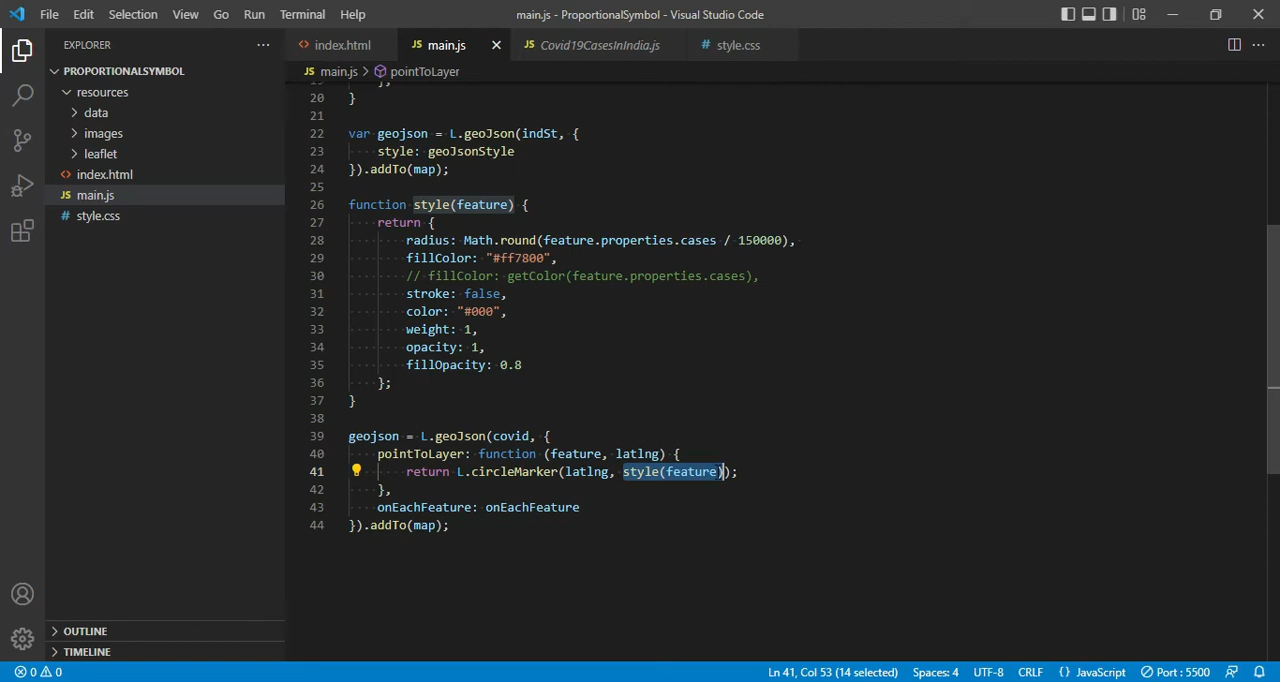 File Edit Selection View Go Run Terminal Help main.js - ProportionalSymbol - Visual Studio Code
EXPLORER
index.html
JS main.js
JS Covid19CasesInIndia.js
# style.css
PROPORTIONALSYMBOL
resources
data
images
leaflet
<> index.html
JS main.js
# style.css
OUTLINE
TIMELINE
JS main.js > pointToLayer
20 }
21
22 var geojson = L.geoJson(indSt, {
23 style: geoJsonStyle
24 }).addTo(map);
25
26 function style(feature) {
27 return {
28 radius: Math.round(feature.properties.cases / 150000),
29 fillColor: "#ff7800",
30 // fillColor: getColor(feature.properties.cases),
31 stroke: false,
32 color: "#000",
33 weight: 1,
34 opacity: 1,
35 fillOpacity: 0.8
36 };
37 }
38
39 geojson = L.geoJson(covid, {
40 pointToLayer: function (feature, latlng) {
41 return L.circleMarker(latlng, style(feature));
42 },
43 onEachFeature: onEachFeature
44 }).addTo(map);
0 0 Ln 41, Col 53 (14 selected) Spaces: 4 UTF-8 CRLF {} JavaScript Port : 5500